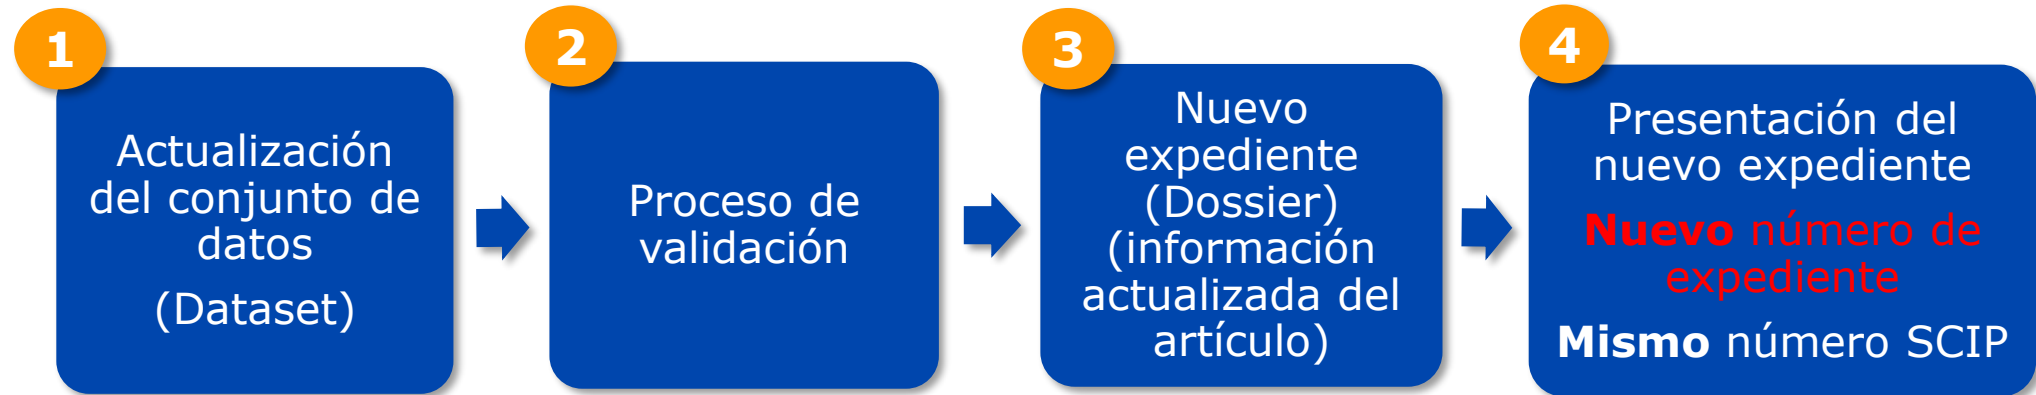 1
Actualización
del conjunto de
datos
(Dataset)
2
Proceso de
validación
3
Nuevo
expediente
(Dossier)
(información
actualizada del
artículo)
4
Presentación del
nuevo expediente
Nuevo número de
expediente
Mismo número SCIP